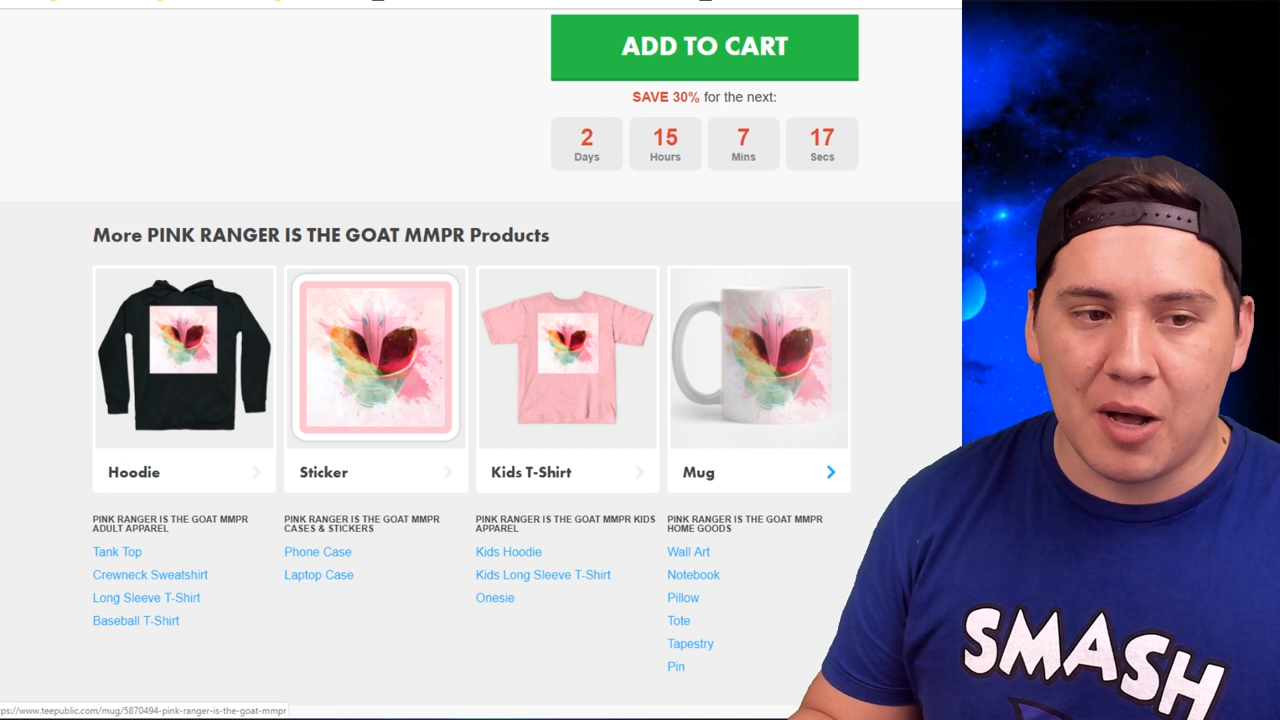 ADD TO CART
SAVE 30% for the next:
2 15 7 17
Days Hours Mins Secs
More PINK RANGER IS THE GOAT MMPR Products
Hoodie
Sticker
Kids T-Shirt
Mug
PINK RANGER IS THE GOAT MMPR
ADULT APPAREL
Tank Top
Crewneck Sweatshirt
Long Sleeve T-Shirt
Baseball T-Shirt
PINK RANGER IS THE GOAT MMPR
CASES & STICKERS
Phone Case
Laptop Case
PINK RANGER IS THE GOAT MMPR KIDS
APPAREL
Kids Hoodie
Kids Long Sleeve T-Shirt
Onesie
PINK RANGER IS THE GOAT MMPR
HOME GOODS
Wall Art
Notebook
Pillow
Tote
Tapestry
Pin
ps://www.teepublic.com/mug/5870494-pink-ranger-is-the-goat-mmpr
SMASH